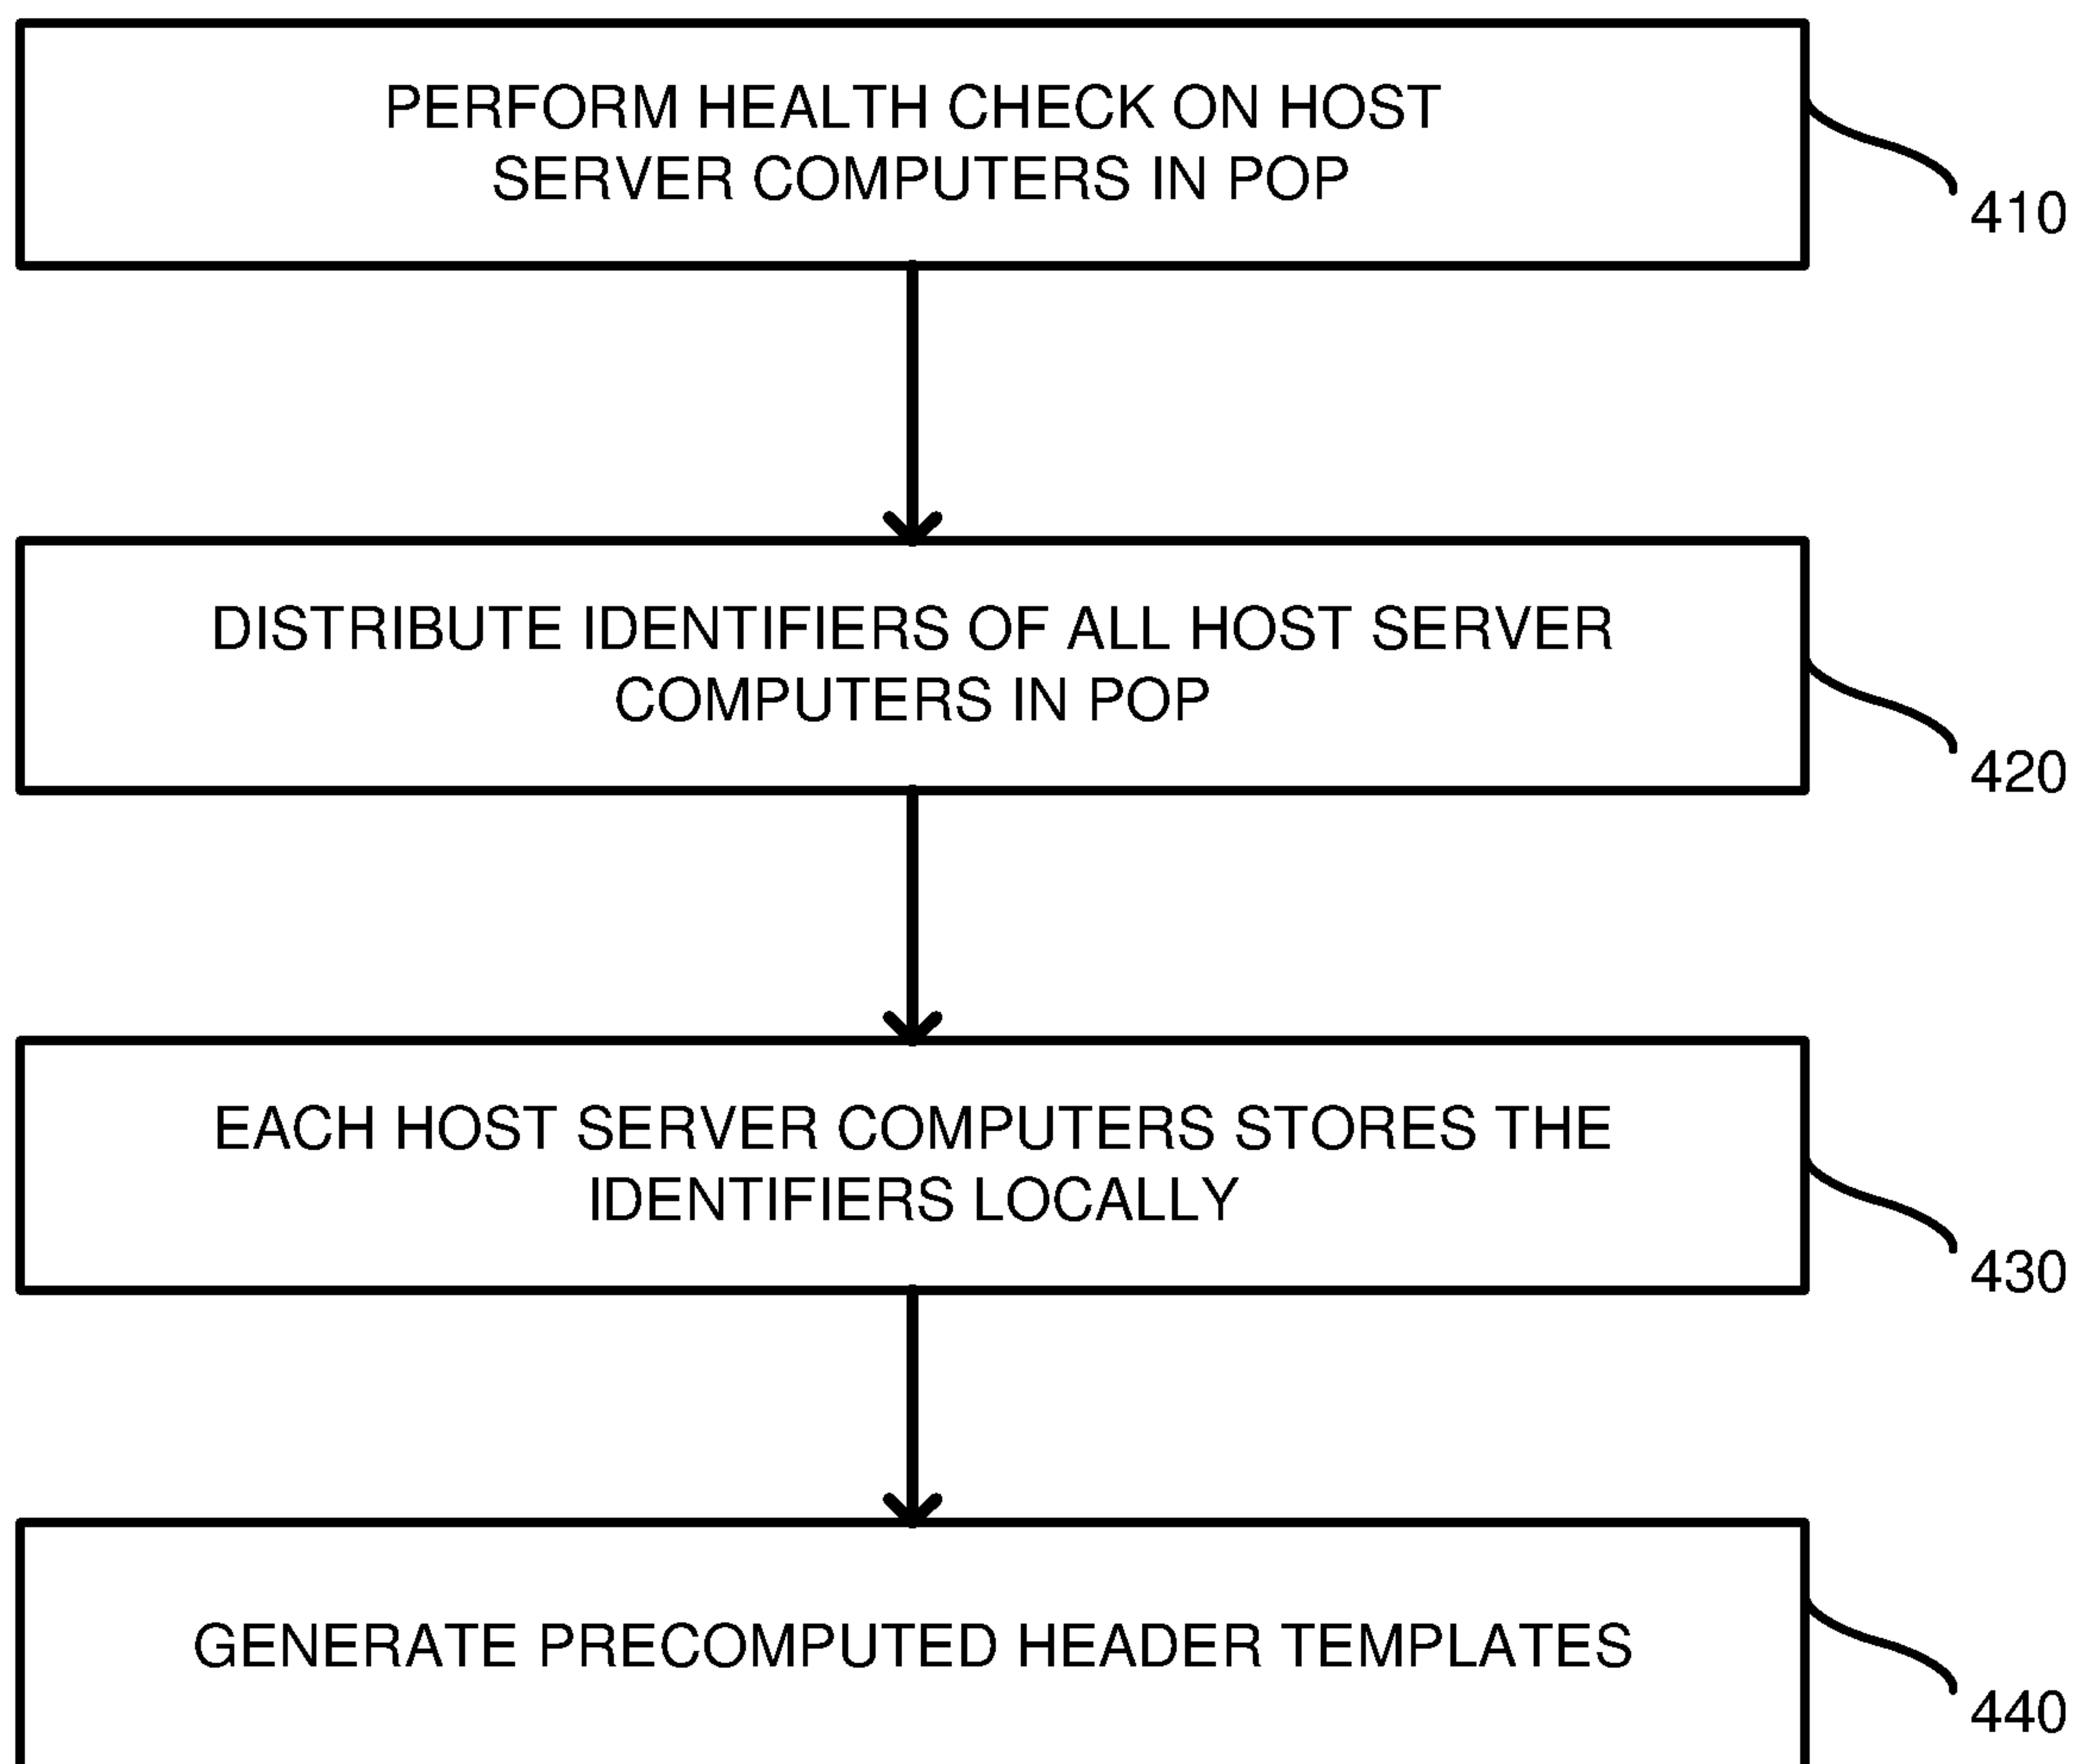 PERFORM HEALTH CHECK ON HOST
SERVER COMPUTERS IN POP
410
DISTRIBUTE IDENTIFIERS OF ALL HOST SERVER
COMPUTERS IN POP
420
EACH HOST SERVER COMPUTERS STORES THE
IDENTIFIERS LOCALLY
430
GENERATE PRECOMPUTED HEADER TEMPLATES
440